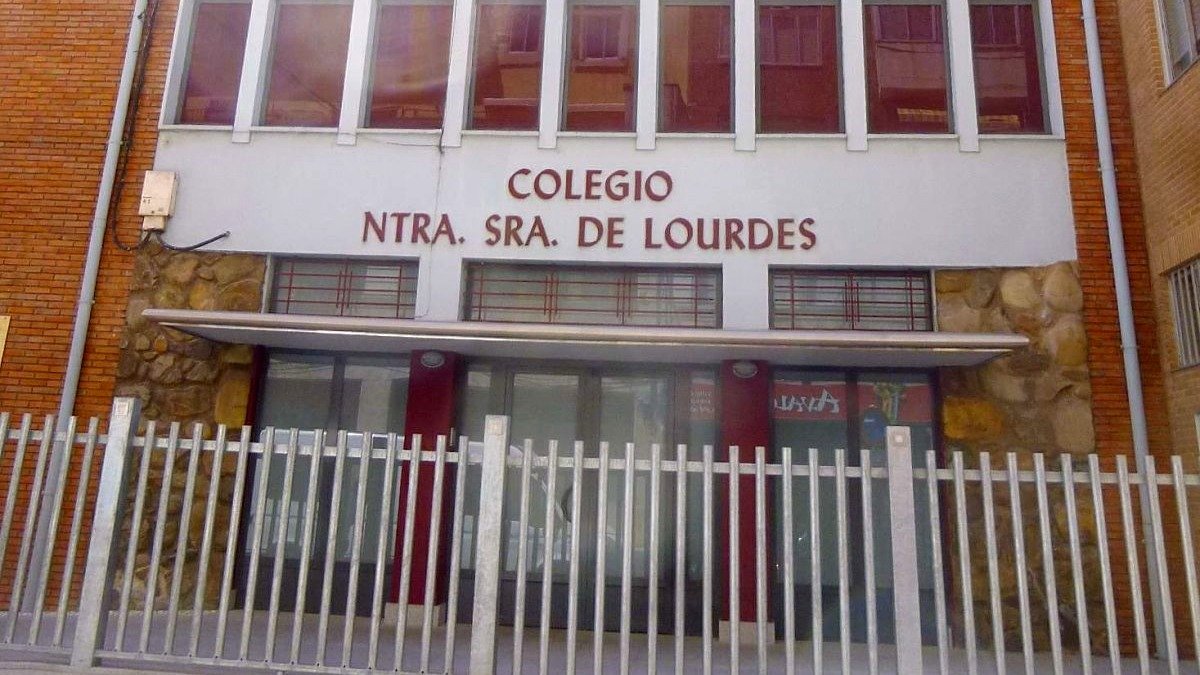 COLEGIO
NTRA. SRA. DE LOURDES